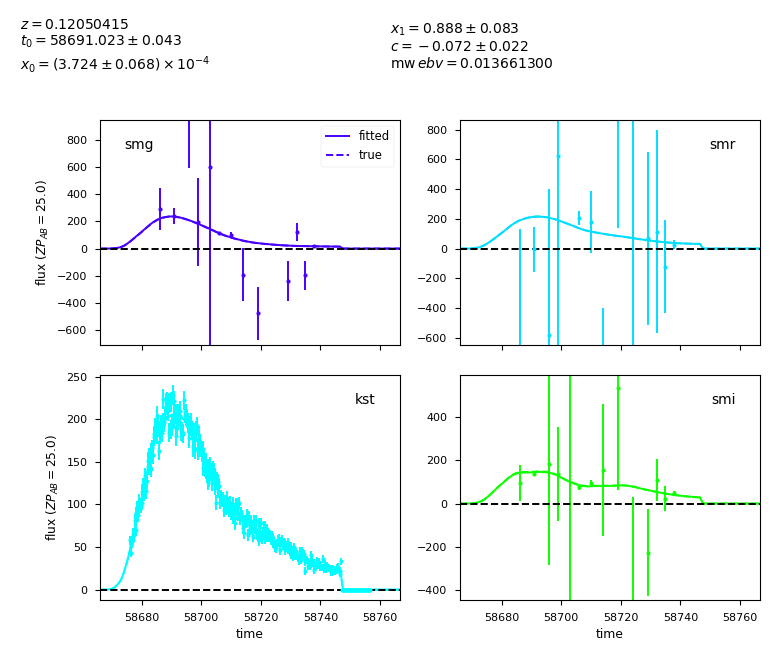 z = 0.12050415
t₀ = 58691.023 ± 0.043
x₀ = (3.724 ± 0.068) × 10⁻⁴
x₁ = 0.888 ± 0.083
c = −0.072 ± 0.022
mw ebv = 0.013661300
smg
fitted
true
800
600
400
200
0
−200
−400
−600
flux (ZP_AB = 25.0)
smr
800
600
400
200
0
−200
−400
−600
kst
250
200
150
100
50
0
flux (ZP_AB = 25.0)
58680 58700 58720 58740 58760
time
smi
400
200
0
−200
−400
58680 58700 58720 58740 58760
time